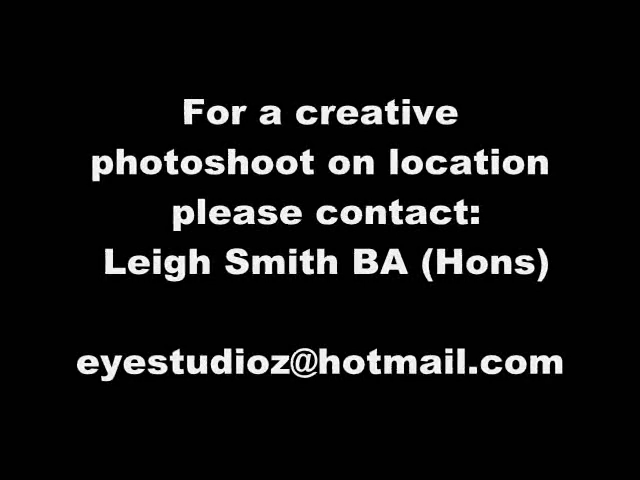 For a creative
photoshoot on location
please contact:
Leigh Smith BA (Hons)
eyestudioz@hotmail.com